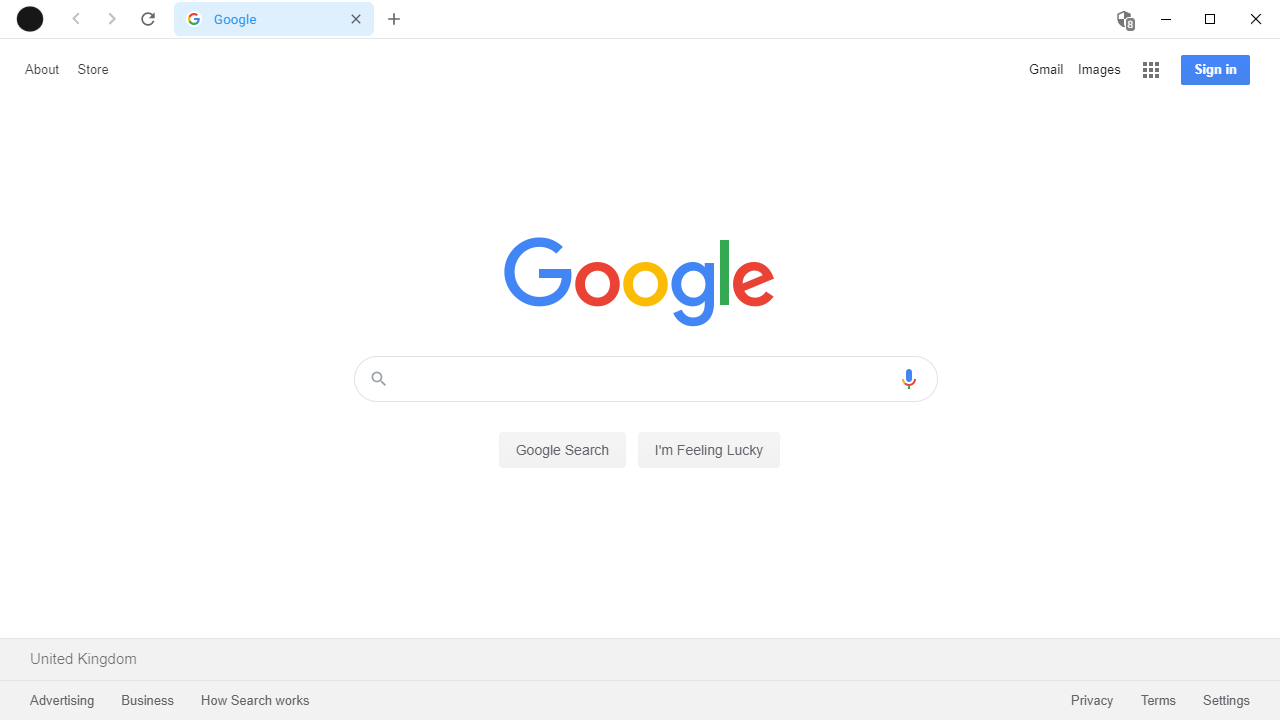 Google
8
About Store Gmail Images Sign in
Google
Google Search I'm Feeling Lucky
United Kingdom
Advertising Business How Search works Privacy Terms Settings